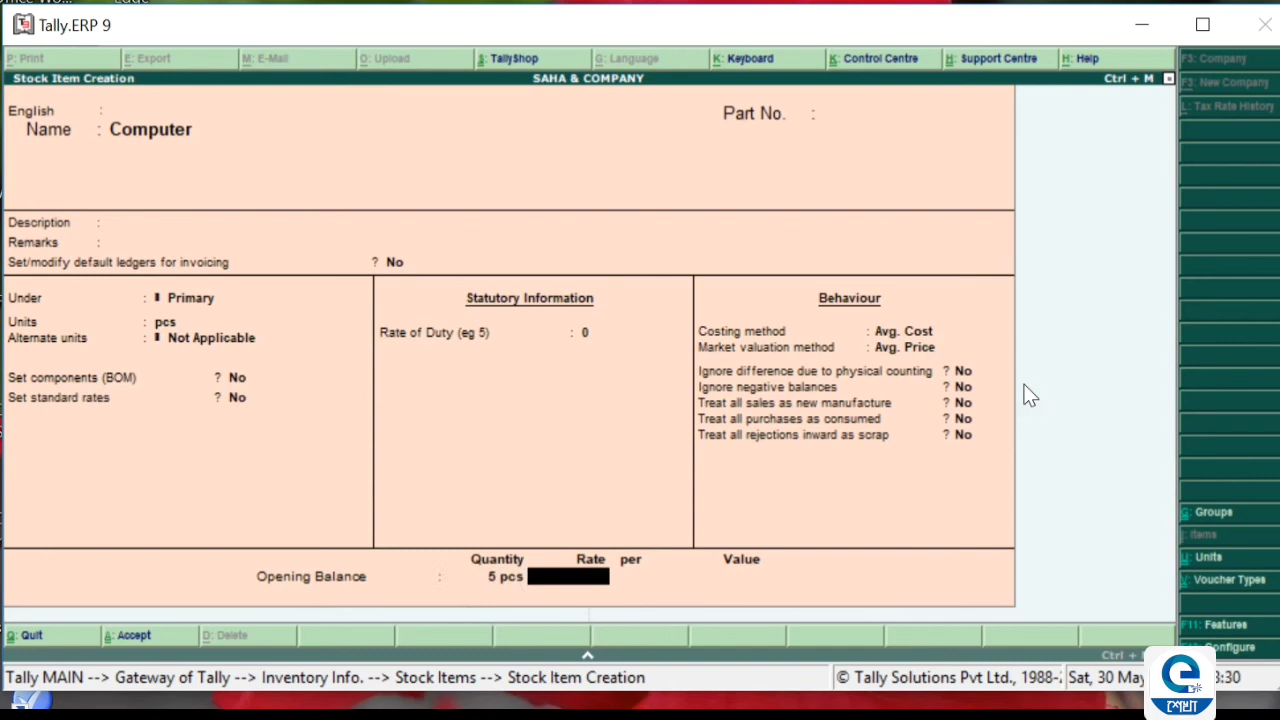 Tally.ERP 9
P: Print E: Export M: E-Mail O: Upload S: TallyShop G: Language K: Keyboard K: Control Centre H: Support Centre H: Help
F3: Company
Stock Item Creation SAHA & COMPANY Ctrl + M
F3: New Company
L: Tax Rate History
English :
Name : Computer
Part No. :
Description :
Remarks :
Set/modify default ledgers for invoicing ? No
Under : Primary
Units : pcs
Alternate units : Not Applicable
Set components (BOM) ? No
Set standard rates ? No
Statutory Information
Rate of Duty (eg 5) : 0
Behaviour
Costing method : Avg. Cost
Market valuation method : Avg. Price
Ignore difference due to physical counting ? No
Ignore negative balances ? No
Treat all sales as new manufacture ? No
Treat all purchases as consumed ? No
Treat all rejections inward as scrap ? No
G: Groups
I: Items
U: Units
V: Voucher Types
F11: Features
Configure
Quantity Rate per Value
Opening Balance : 5 pcs
Q: Quit A: Accept D: Delete
Ctrl +
Tally MAIN --> Gateway of Tally --> Inventory Info. --> Stock Items --> Stock Item Creation
© Tally Solutions Pvt Ltd., 1988-
Sat, 30 May
:30